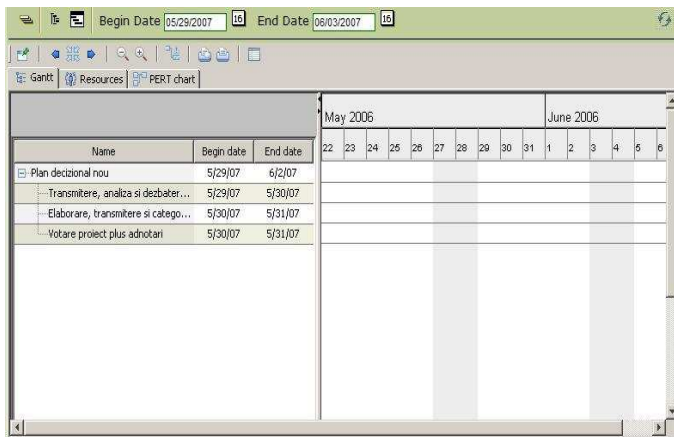 Begin Date 05/29/2007 16 End Date 06/03/2007 16
Gantt Resources PERT chart
May 2006 June 2006
Name Begin date End date 22 23 24 25 26 27 28 29 30 31 1 2 3 4 5 6
Plan decizional nou 5/29/07 6/2/07
Transmitere, analiza si dezbater... 5/29/07 5/30/07
Elaborare, transmitere si catego... 5/30/07 5/31/07
Votare proiect plus adnotari 5/30/07 5/31/07